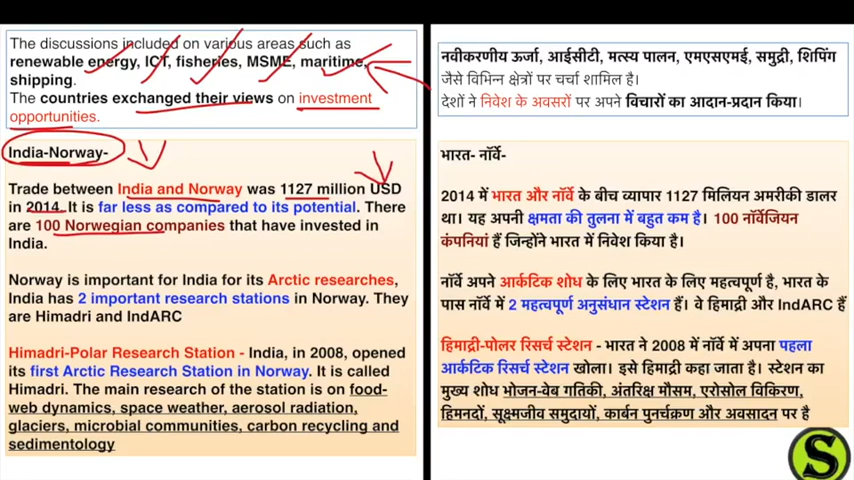 The discussions included on various areas such as
renewable energy, ICT, fisheries, MSME, maritime,
shipping.
The countries exchanged their views on investment
opportunities.
India-Norway-
Trade between India and Norway was 1127 million USD
in 2014. It is far less as compared to its potential. There
are 100 Norwegian companies that have invested in
India.
Norway is important for India for its Arctic researches,
India has 2 important research stations in Norway. They
are Himadri and IndARC
Himadri-Polar Research Station - India, in 2008, opened
its first Arctic Research Station in Norway. It is called
Himadri. The main research of the station is on food-
web dynamics, space weather, aerosol radiation,
glaciers, microbial communities, carbon recycling and
sedimentology
नवीकरणीय ऊर्जा, आईसीटी, मत्स्य पालन, एमएसएमई, समुद्री, शिपिंग
जैसे विभिन्न क्षेत्रों पर चर्चा शामिल है।
देशों ने निवेश के अवसरों पर अपने विचारों का आदान-प्रदान किया।
भारत- नॉर्वे-
2014 में भारत और नॉर्वे के बीच व्यापार 1127 मिलियन अमरीकी डालर
था। यह अपनी क्षमता की तुलना में बहुत कम है। 100 नॉर्वेजियन
कंपनियां हैं जिन्होंने भारत में निवेश किया है।
नॉर्वे अपने आर्कटिक शोध के लिए भारत के लिए महत्वपूर्ण है, भारत के
पास नॉर्वे में 2 महत्वपूर्ण अनुसंधान स्टेशन हैं। वे हिमाद्री और IndARC हैं
हिमाद्री-पोलर रिसर्च स्टेशन - भारत ने 2008 में नॉर्वे में अपना पहला
आर्कटिक रिसर्च स्टेशन खोला। इसे हिमाद्री कहा जाता है। स्टेशन का
मुख्य शोध भोजन-वेब गतिकी, अंतरिक्ष मौसम, एरोसोल विकिरण,
हिमनदों, सूक्ष्मजीव समुदायों, कार्बन पुनर्चक्रण और अवसादन पर है
S